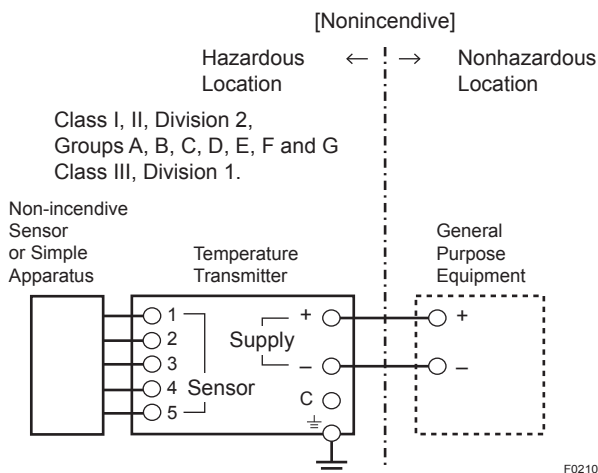 [Nonincendive]
Hazardous
Location
← →
Nonhazardous
Location
Class I, II, Division 2,
Groups A, B, C, D, E, F and G
Class III, Division 1.
Non-incendive
Sensor
or Simple
Apparatus
Temperature
Transmitter
General
Purpose
Equipment
1
2
3
4
5
Sensor
Supply
+
–
C
+
–
F0210